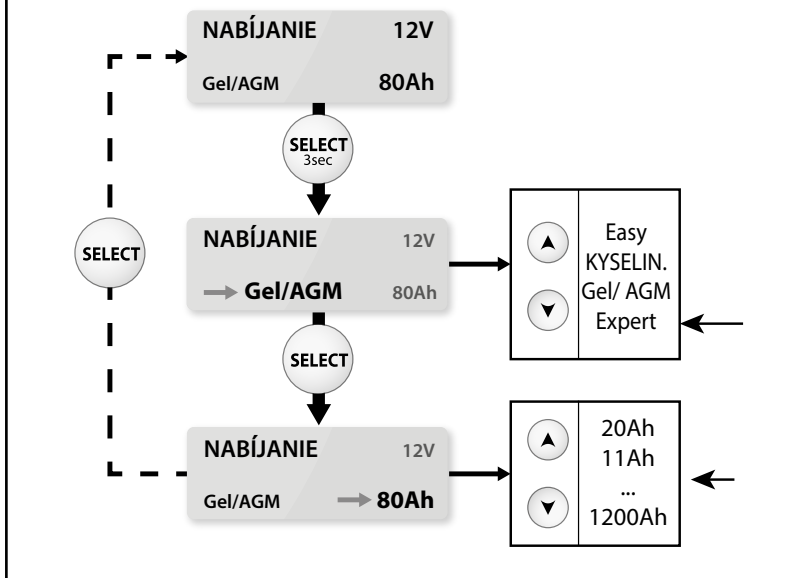 NABÍJANIE 12V
Gel/AGM 80Ah
SELECT
3sec
NABÍJANIE 12V
Gel/AGM 80Ah
Easy
KYSELIN.
Gel/ AGM
Expert
SELECT
SELECT
NABÍJANIE 12V
Gel/AGM 80Ah
20Ah
11Ah
...
1200Ah